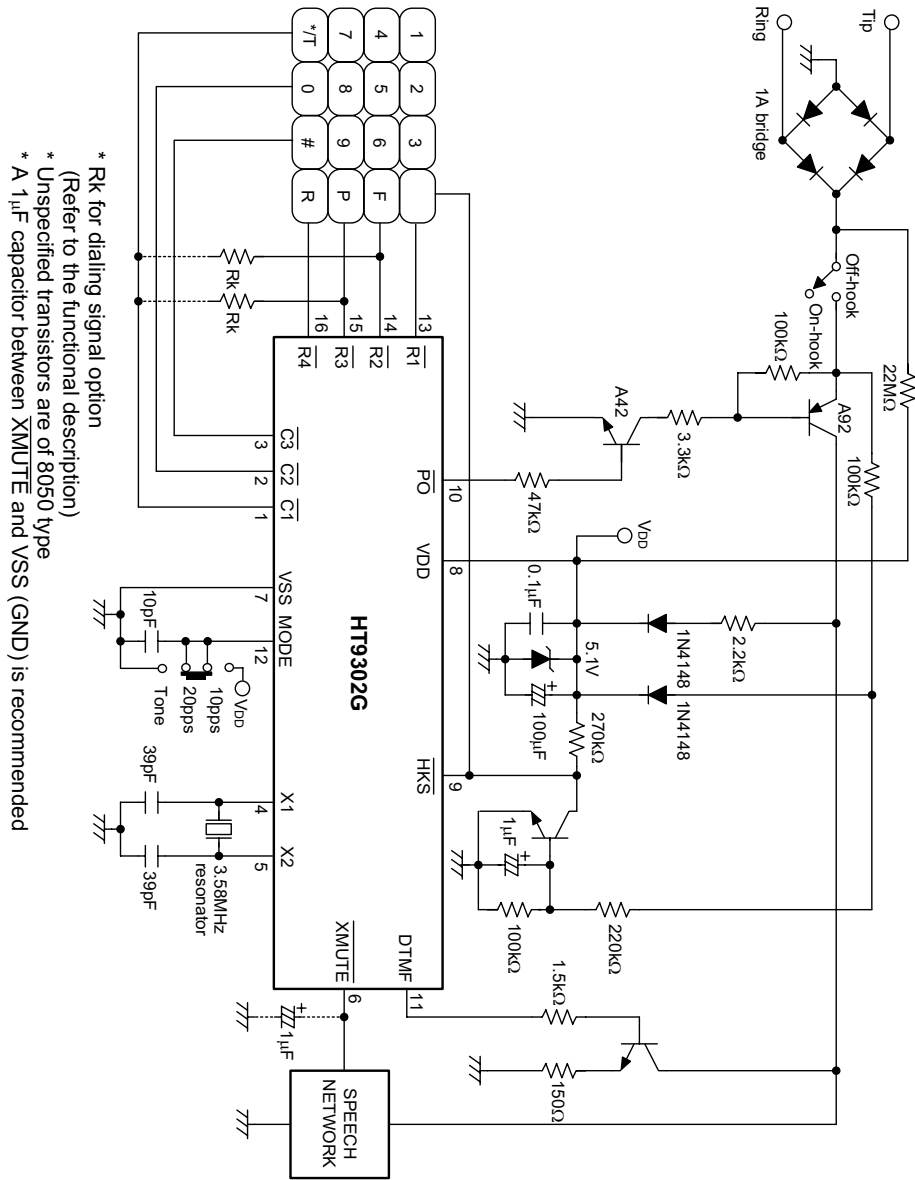 Tip
Ring
1A bridge
Off-hook
On-hook
22MΩ
100kΩ
A92
100kΩ
3.3kΩ
A42
47kΩ
VDD
2.2kΩ
1N4148
1N4148
0.1μF
5.1V
100μF
270kΩ
1μF
100kΩ
220kΩ
1.5kΩ
150Ω
1 2 3
4 5 6 F
7 8 9 P
*/T 0 # R
Rk
Rk
13 R1
14 R2
15 R3
16 R4
10 PO
8 VDD
9 HKS
11 DTMF
HT9302G
C3 3
C2 2
C1 1
VSS 7
MODE 12
X1 4
X2 5
XMUTE 6
10pF
VDD
10pps
20pps
Tone
39pF
39pF
3.58MHz
resonator
1μF
SPEECH
NETWORK
* Rk for dialing signal option
(Refer to the functional description)
* Unspecified transistors are of 8050 type
* A 1μF capacitor between XMUTE and VSS (GND) is recommended